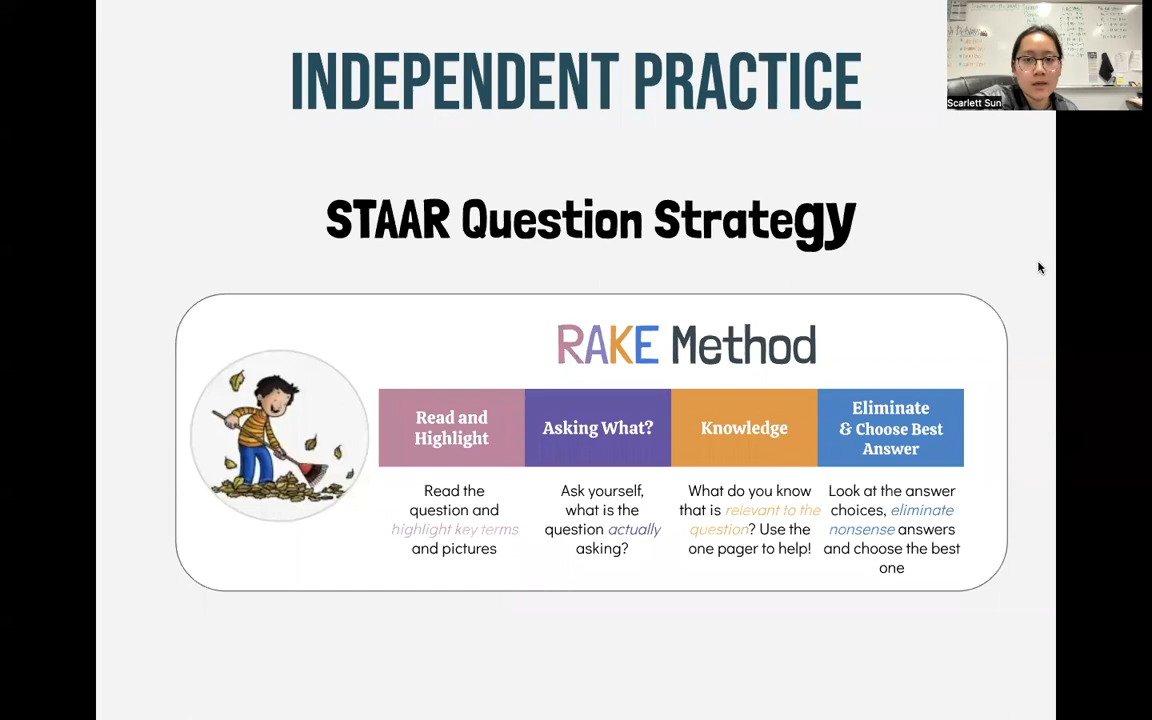 INDEPENDENT PRACTICE
Scarlett Sun
STAAR Question Strategy
RAKE Method
Read and
Highlight
Asking What?
Knowledge
Eliminate
& Choose Best
Answer
Read the
question and
highlight key terms
and pictures
Ask yourself,
what is the
question actually
asking?
What do you know
that is relevant to the
question? Use the
one pager to help!
Look at the answer
choices, eliminate
nonsense answers
and choose the best
one